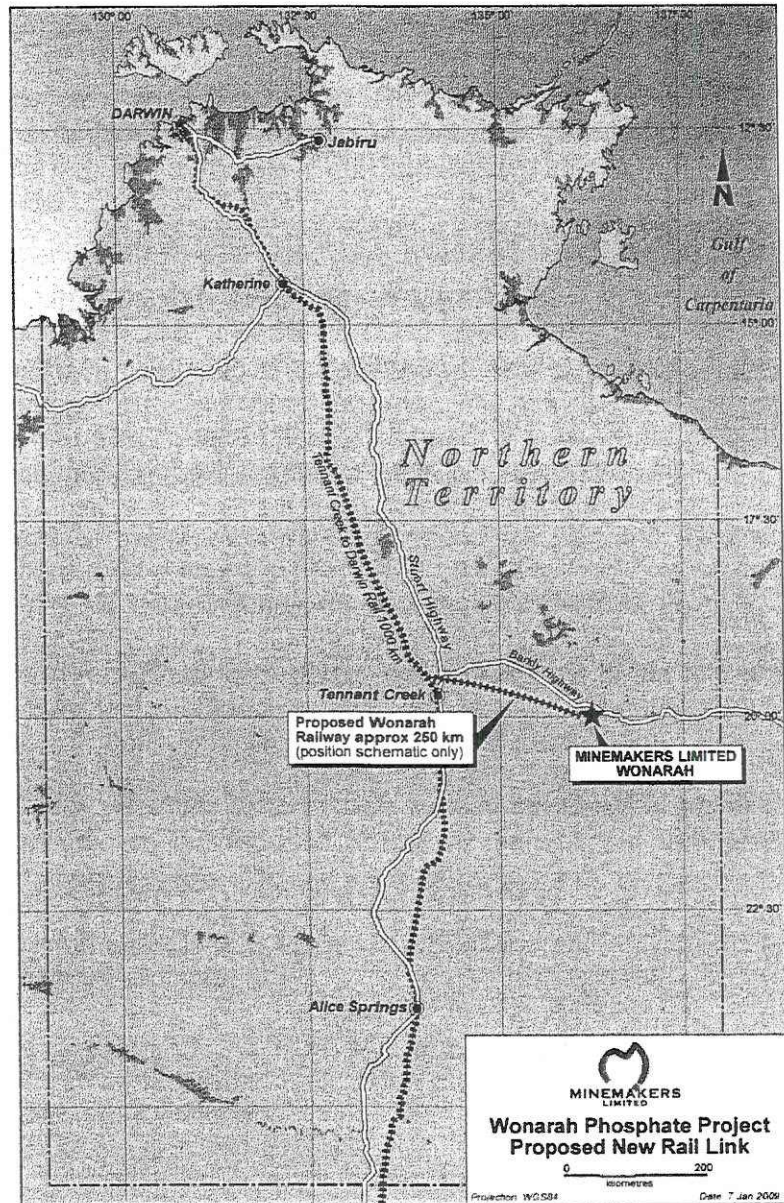 130° 00'
132° 30'
135° 00'
137° 30'
DARWIN
12° 30'
Jabiru
N
Gulf
of
Carpentaria
Katherine
15° 00'
Northern
Territory
17° 30'
Tennant Creek to Darwin Rail 1000 km
Stuart Highway
Barkly Highway
Tennant Creek
20° 00'
Proposed Wonarah
Railway approx 250 km
(position schematic only)
MINEMAKERS LIMITED
WONARAH
22° 30'
Alice Springs
MINEMAKERS
LIMITED
Wonarah Phosphate Project
Proposed New Rail Link
0 200
kilometres
Projection: WGS84 Date: 7 Jan 2009